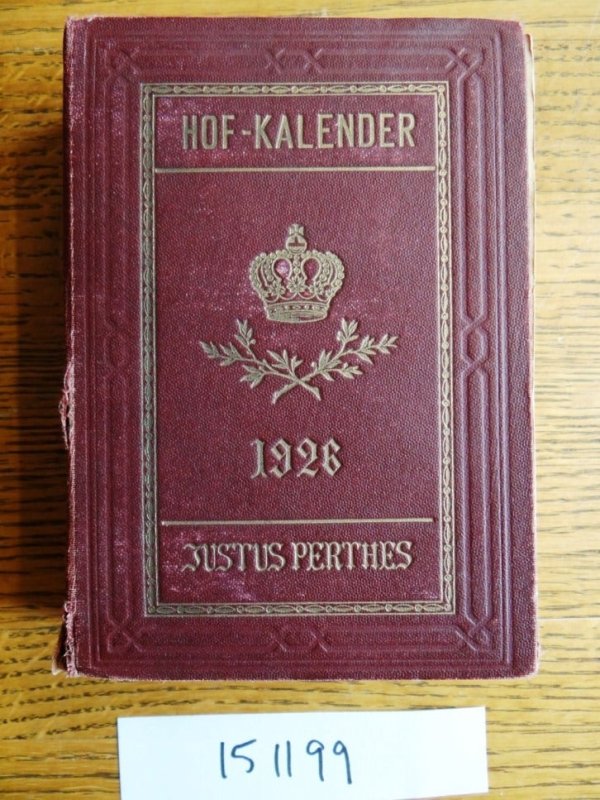 HOF-KALENDER
1926
JUSTUS PERTHES
151199